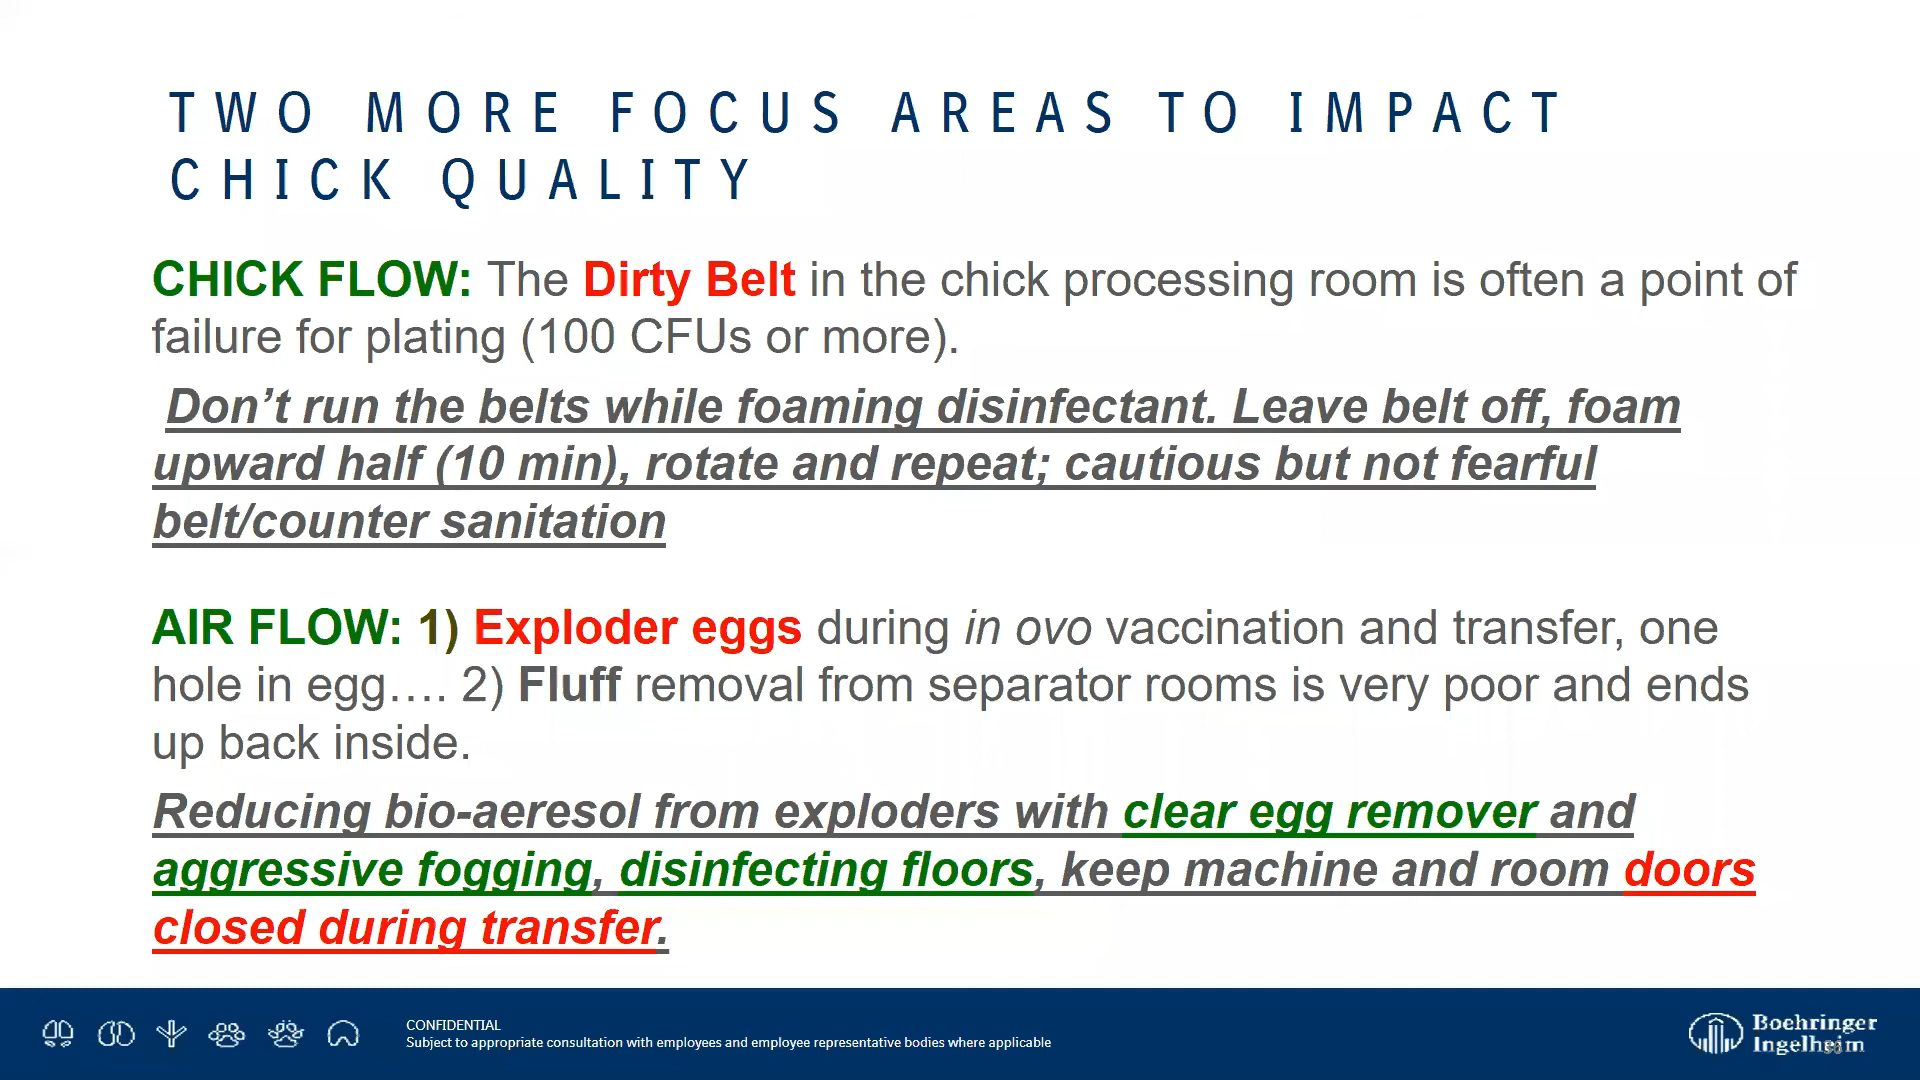 TWO MORE FOCUS AREAS TO IMPACT
CHICK QUALITY
CHICK FLOW: The Dirty Belt in the chick processing room is often a point of
failure for plating (100 CFUs or more).
Don’t run the belts while foaming disinfectant. Leave belt off, foam
upward half (10 min), rotate and repeat; cautious but not fearful
belt/counter sanitation
AIR FLOW: 1) Exploder eggs during in ovo vaccination and transfer, one
hole in egg…. 2) Fluff removal from separator rooms is very poor and ends
up back inside.
Reducing bio-aeresol from exploders with clear egg remover and
aggressive fogging, disinfecting floors, keep machine and room doors
closed during transfer.
CONFIDENTIAL
Subject to appropriate consultation with employees and employee representative bodies where applicable
Boehringer
Ingelheim